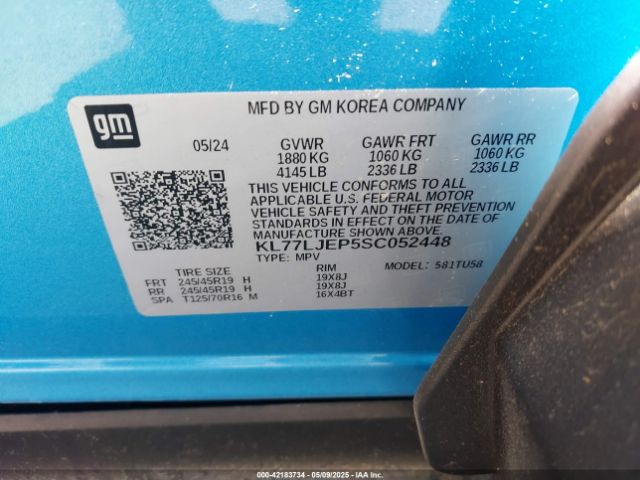 gm
MFD BY GM KOREA COMPANY
05/24 GVWR GAWR FRT GAWR RR
1880 KG 1060 KG 1060 KG
4145 LB 2336 LB 2336 LB
THIS VEHICLE CONFORMS TO ALL
APPLICABLE U.S. FEDERAL MOTOR
VEHICLE SAFETY AND THEFT PREVENTION
STANDARDS IN EFFECT ON THE DATE OF
MANUFACTURE SHOWN ABOVE.
KL77LJEP5SC052448
TYPE: MPV MODEL: 581TU58
TIRE SIZE RIM
FRT 245/45R19 H 19X8J
RR 245/45R19 H 19X8J
SPA T125/70R16 M 16X4BT
000-42183734 - 05/09/2025 - IAA Inc.